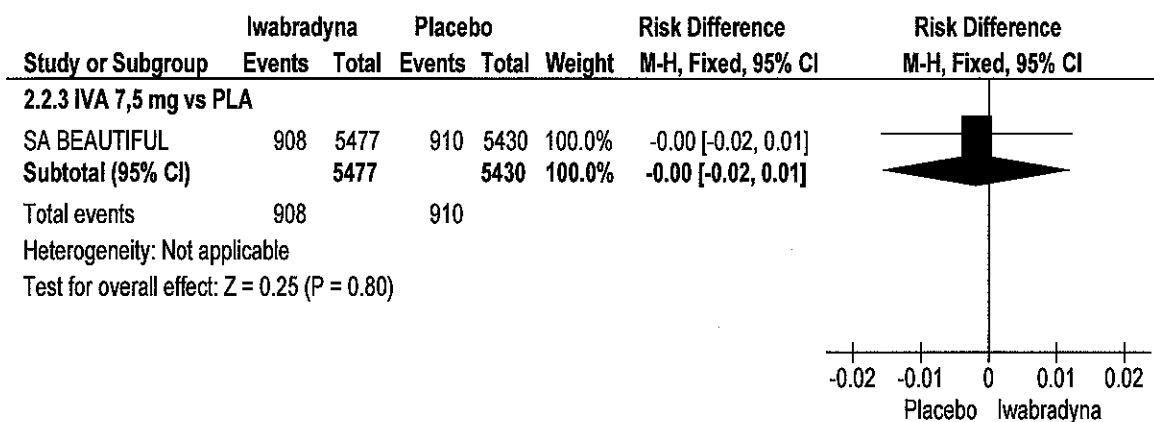 Iwabradyna Placebo Risk Difference Risk Difference
Study or Subgroup Events Total Events Total Weight M-H, Fixed, 95% CI M-H, Fixed, 95% CI
2.2.3 IVA 7,5 mg vs PLA
SA BEAUTIFUL 908 5477 910 5430 100.0% -0.00 [-0.02, 0.01]
Subtotal (95% CI) 5477 5430 100.0% -0.00 [-0.02, 0.01]
Total events 908 910
Heterogeneity: Not applicable
Test for overall effect: Z = 0.25 (P = 0.80)
-0.02 -0.01 0 0.01 0.02
Placebo Iwabradyna